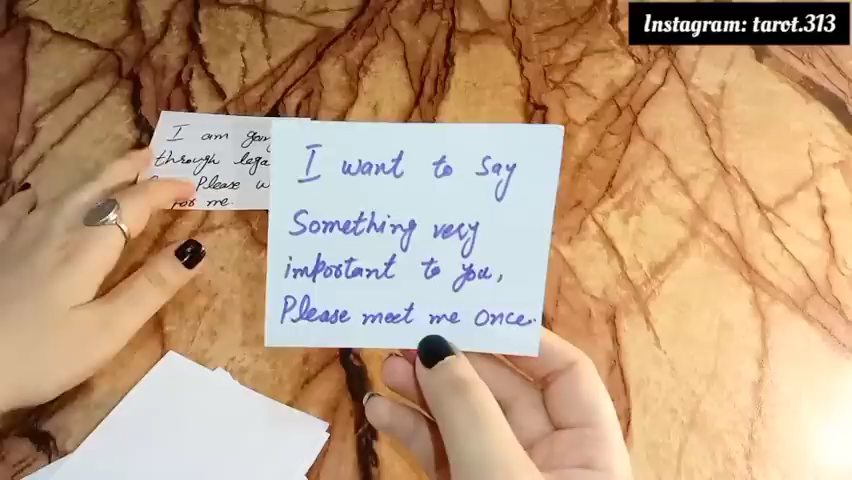 Instagram: tarot.313
I am
through
Please
for me.
I want to say
Something very
important to you,
Please meet me once.